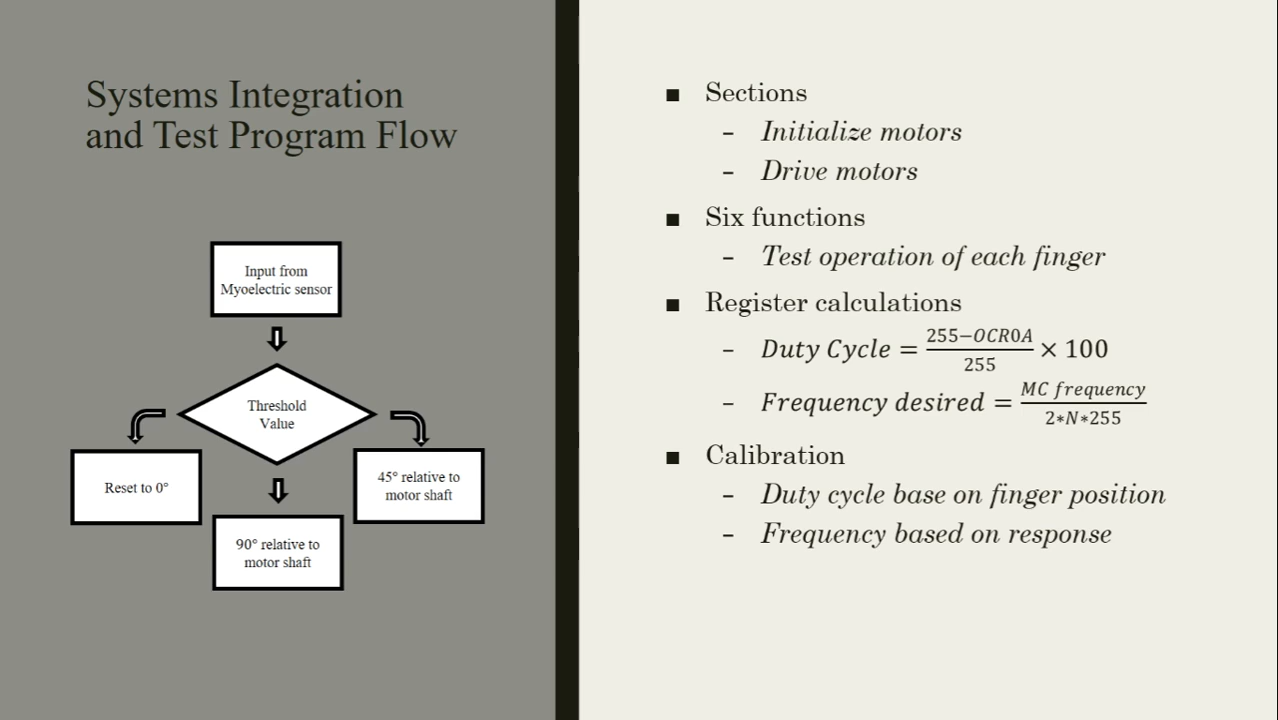 Systems Integration
and Test Program Flow
Input from
Myoelectric sensor
Threshold
Value
Reset to 0°
45° relative to
motor shaft
90° relative to
motor shaft
■ Sections
– Initialize motors
– Drive motors
■ Six functions
– Test operation of each finger
■ Register calculations
– Duty Cycle = (255−OCR0A)/255 × 100
– Frequency desired = (MC frequency)/(2∗N∗255)
■ Calibration
– Duty cycle base on finger position
– Frequency based on response